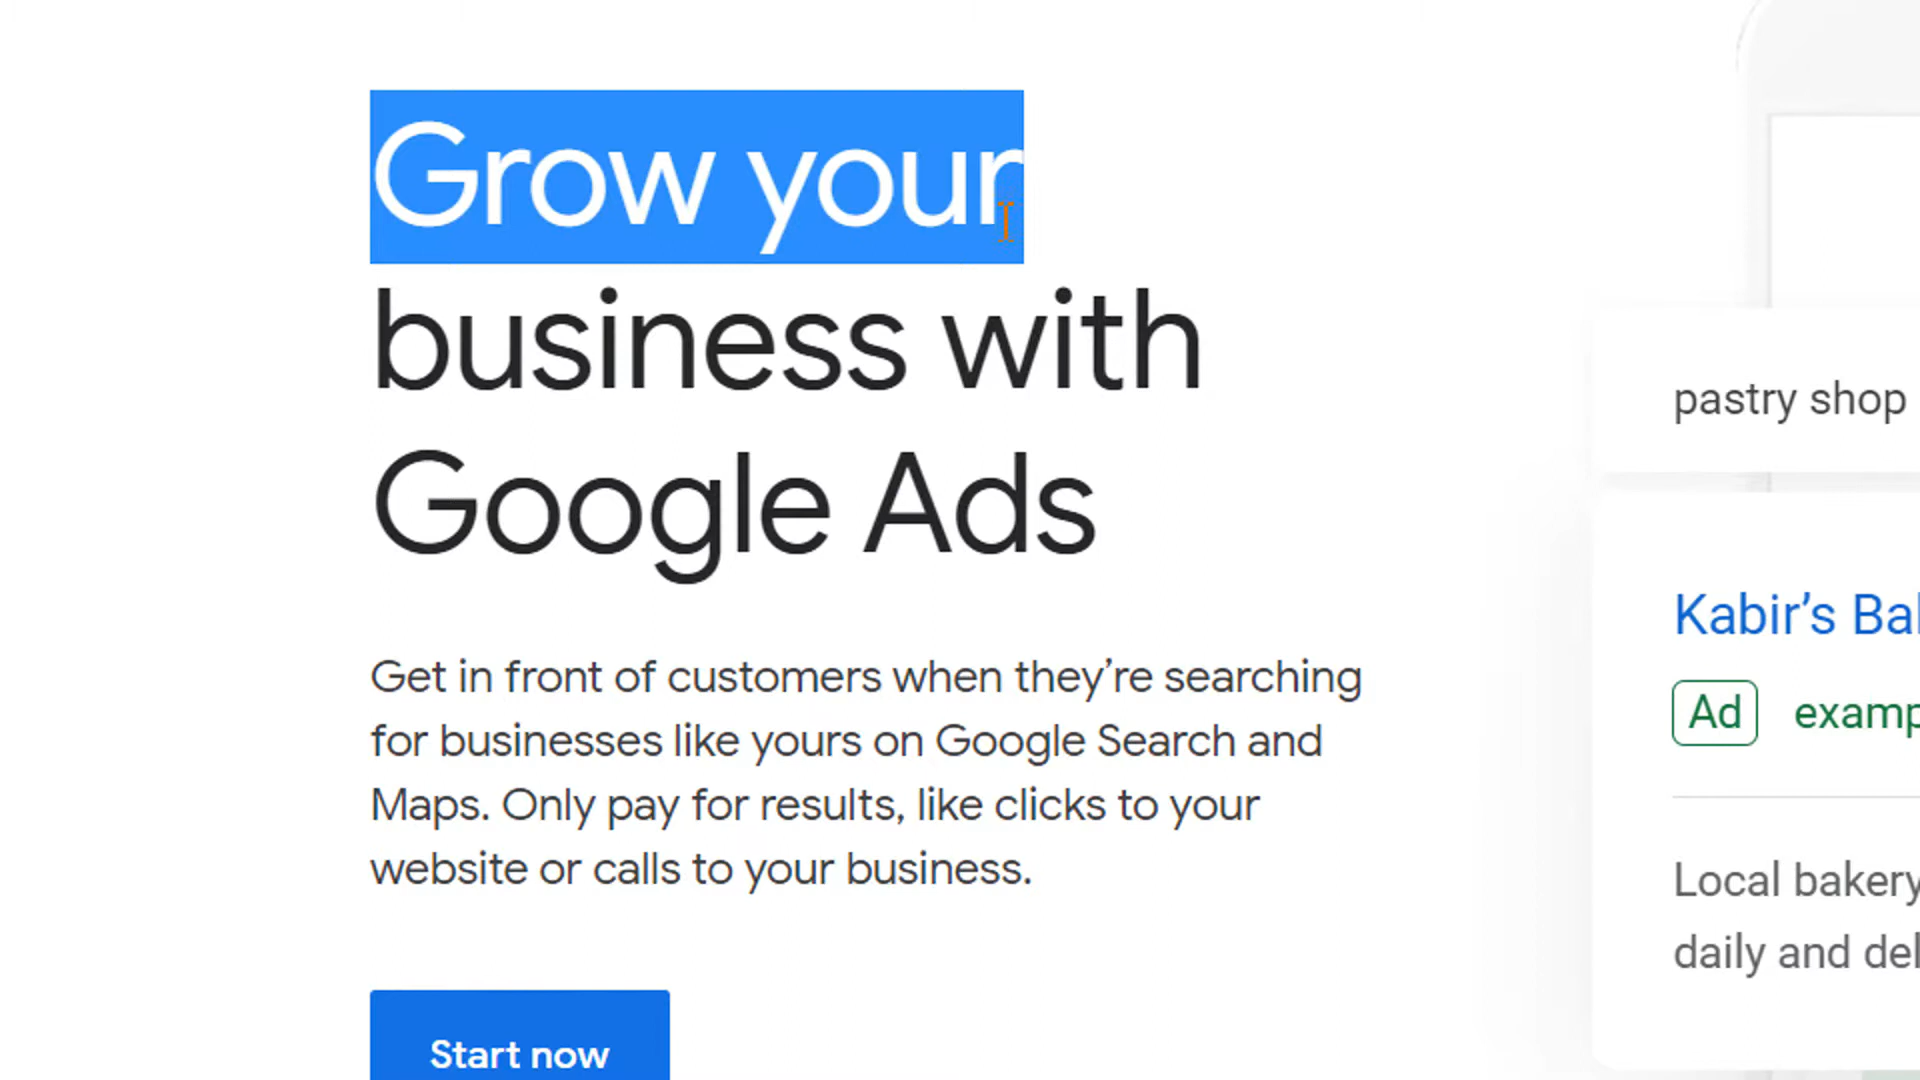 Grow your
business with
Google Ads
Get in front of customers when they’re searching
for businesses like yours on Google Search and
Maps. Only pay for results, like clicks to your
website or calls to your business.
Start now
pastry shop
Kabir’s
Ad
Local bakery
daily and